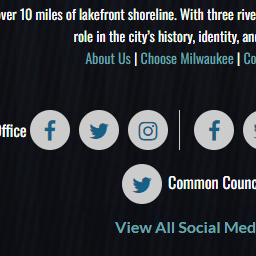 over 10 miles of lakefront shoreline. With three rive
role in the city's history, identity, an
About Us | Choose Milwaukee | Co
Office
Common Counc
View All Social Med